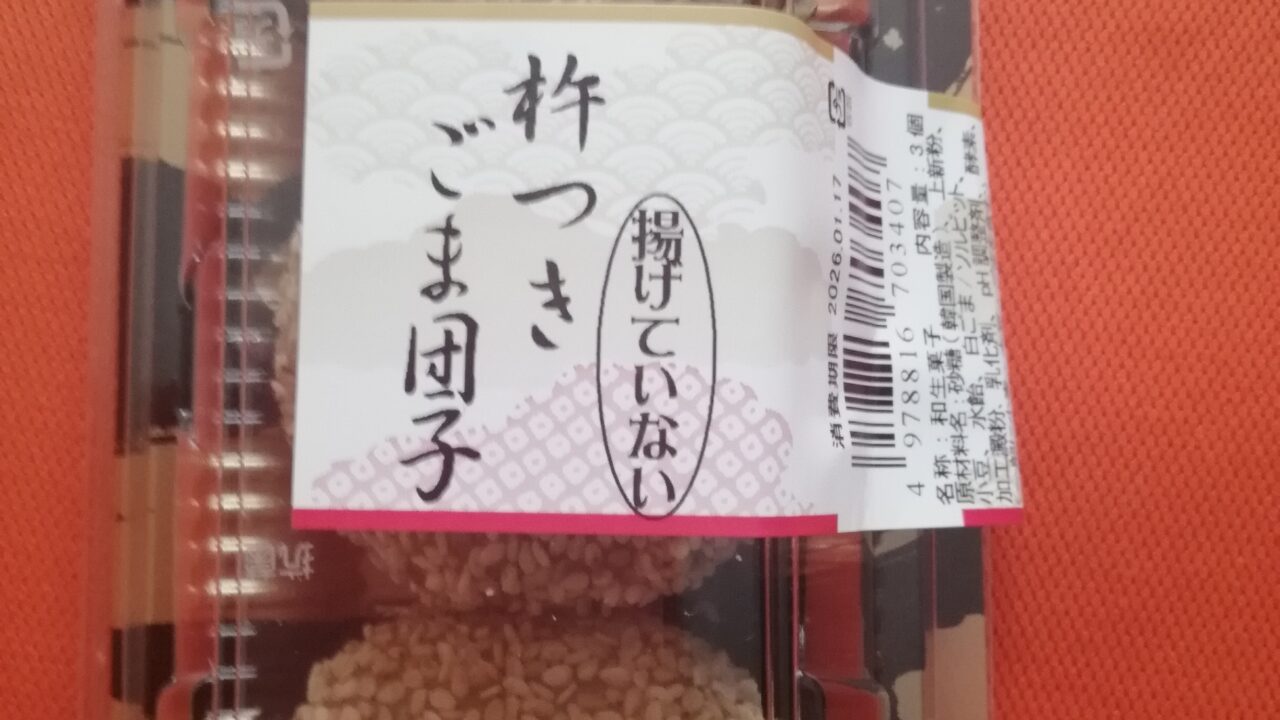 杵つき
ごま団子
揚げていない
消費期限 2026.01.17
4 978816 703407
名称：和生菓子 内容量：3個
原材料名：砂糖（韓国製造）、上新粉、
小豆、水飴、白ごま／ソルビット、
加工澱粉、乳化剤、pH調整剤、酵素、
抗菌